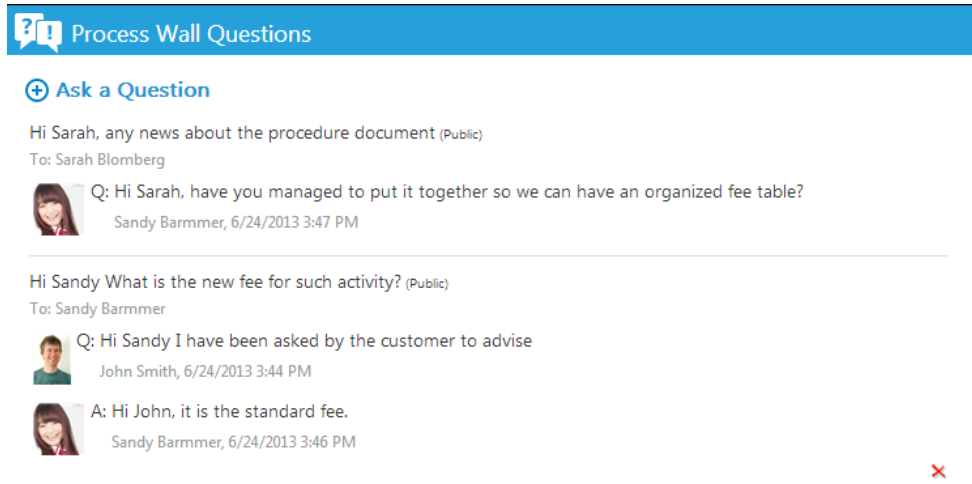 Process Wall Questions
Ask a Question
Hi Sarah, any news about the procedure document (Public)
To: Sarah Blomberg
Q: Hi Sarah, have you managed to put it together so we can have an organized fee table?
Sandy Barmmer, 6/24/2013 3:47 PM
Hi Sandy What is the new fee for such activity? (Public)
To: Sandy Barmmer
Q: Hi Sandy I have been asked by the customer to advise
John Smith, 6/24/2013 3:44 PM
A: Hi John, it is the standard fee.
Sandy Barmmer, 6/24/2013 3:46 PM